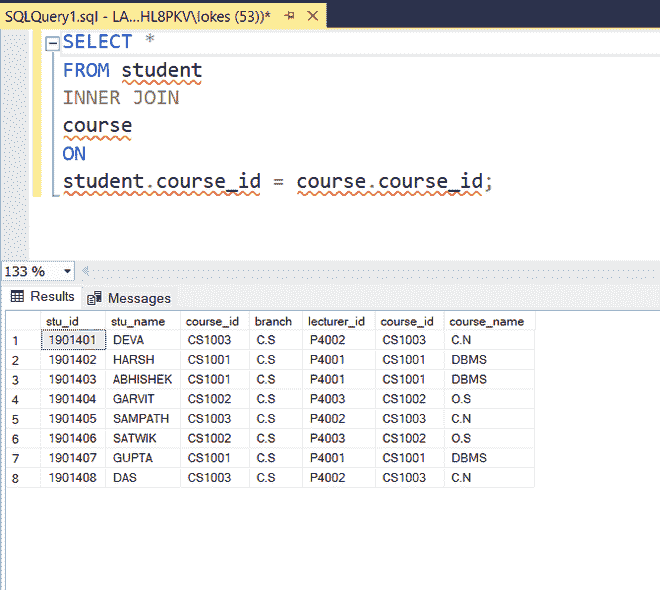 SQLQuery1.sql - LA...HL8PKV\lokes (53))*
SELECT *
FROM student
INNER JOIN
course
ON
student.course_id = course.course_id;
133 %
Results Messages
stu_id stu_name course_id branch lecturer_id course_id course_name
1 1901401 DEVA CS1003 C.S P4002 CS1003 C.N
2 1901402 HARSH CS1001 C.S P4001 CS1001 DBMS
3 1901403 ABHISHEK CS1001 C.S P4001 CS1001 DBMS
4 1901404 GARVIT CS1002 C.S P4003 CS1002 O.S
5 1901405 SAMPATH CS1003 C.S P4002 CS1003 C.N
6 1901406 SATWIK CS1002 C.S P4003 CS1002 O.S
7 1901407 GUPTA CS1001 C.S P4001 CS1001 DBMS
8 1901408 DAS CS1003 C.S P4002 CS1003 C.N